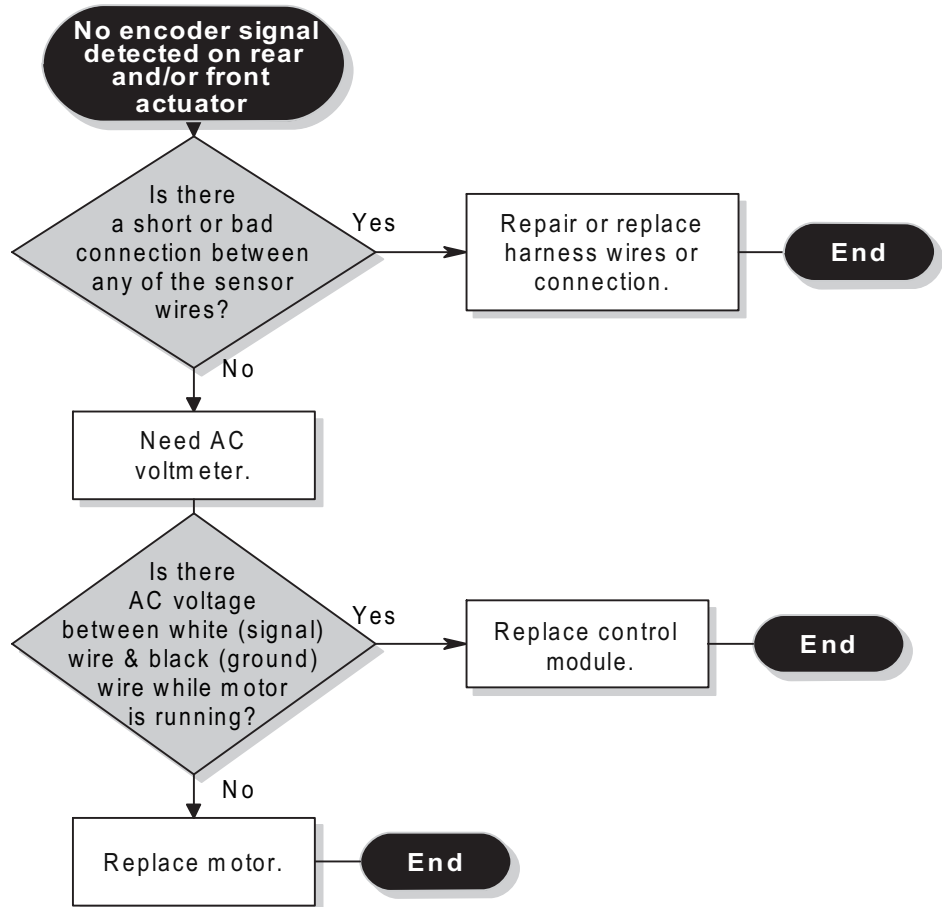 No encoder signal
detected on rear
and/or front
actuator
Is there
a short or bad
connection between
any of the sensor
wires?
Yes
Repair or replace
harness wires or
connection.
End
No
Need AC
voltmeter.
Is there
AC voltage
between white (signal)
wire & black (ground)
wire while motor
is running?
Yes
Replace control
module.
End
No
Replace motor.
End